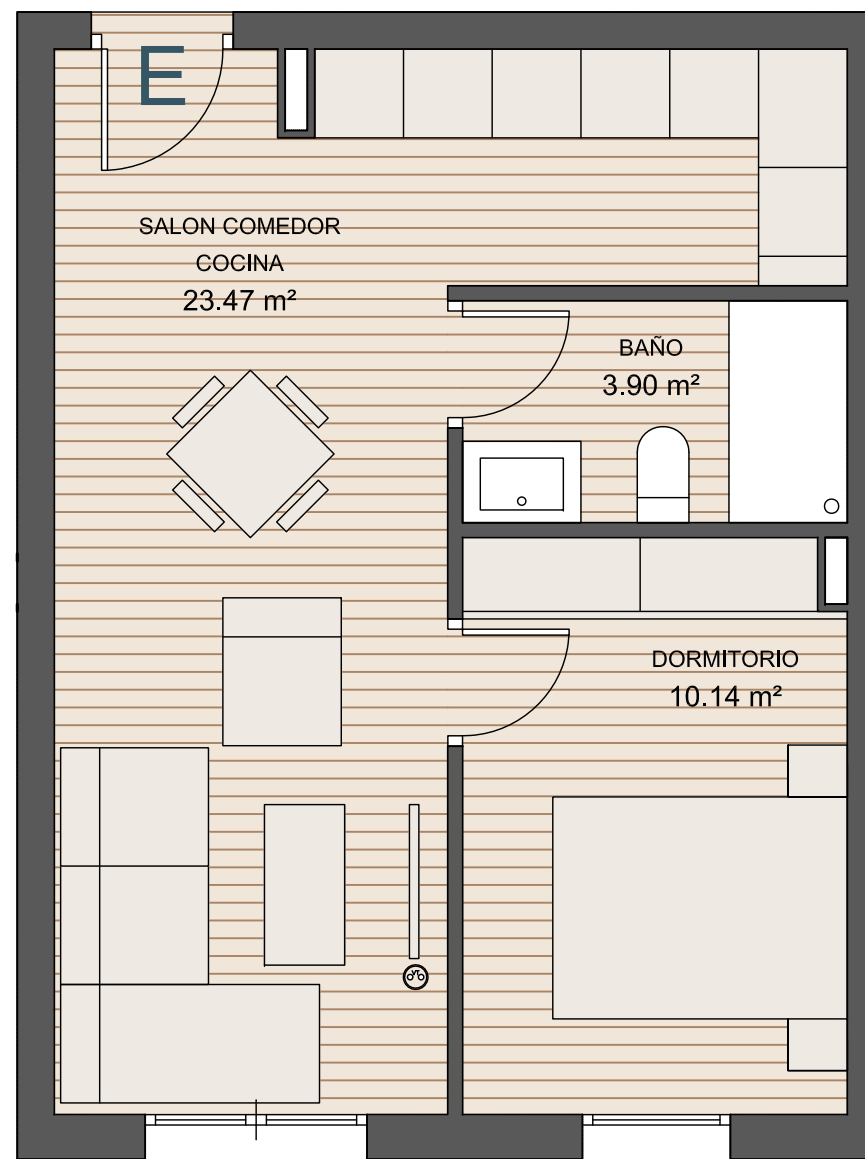 E
SALON COMEDOR
COCINA
23.47 m²
BAÑO
3.90 m²
DORMITORIO
10.14 m²